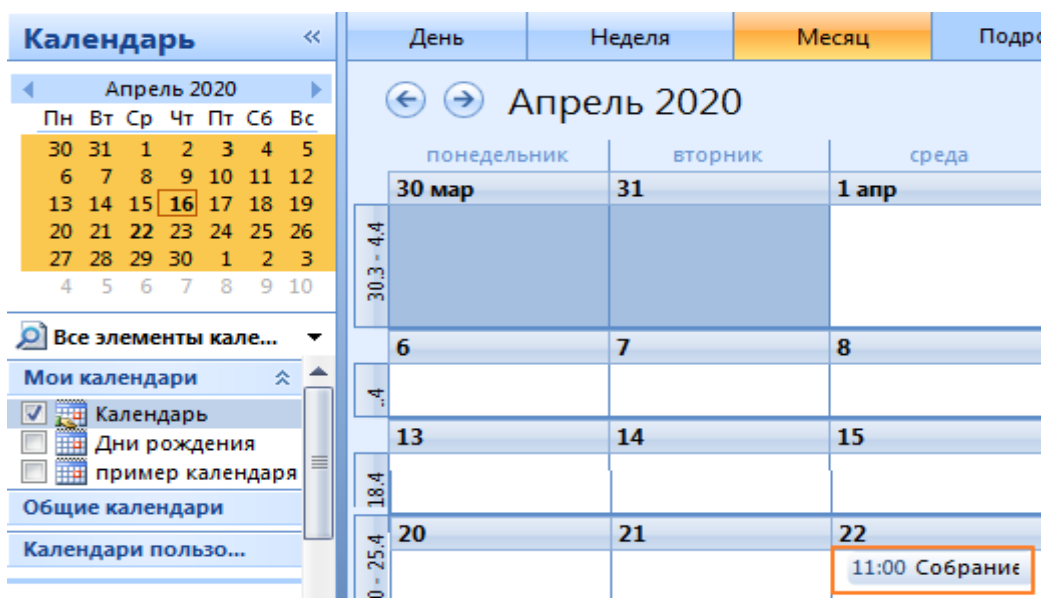 Календарь «
Апрель 2020
Пн Вт Ср Чт Пт Сб Вс
30 31 1 2 3 4 5
6 7 8 9 10 11 12
13 14 15 16 17 18 19
20 21 22 23 24 25 26
27 28 29 30 1 2 3
4 5 6 7 8 9 10
Все элементы кале...
Мои календари
Календарь
Дни рождения
пример календаря
Общие календари
Календари пользо...
День Неделя Месяц Подро
Апрель 2020
понедельник вторник среда
30 мар 31 1 апр
30.3 - 4.4
6 7 8
..4
13 14 15
18.4
20 21 22
0 - 25.4
11:00 Собрание